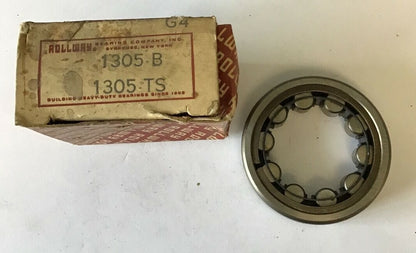 G4
ROLLWAY BEARING COMPANY, INC.
SYRACUSE, NEW YORK
1305-B
1305-TS
BUILDING HEAVY-DUTY BEARINGS SINCE 1908